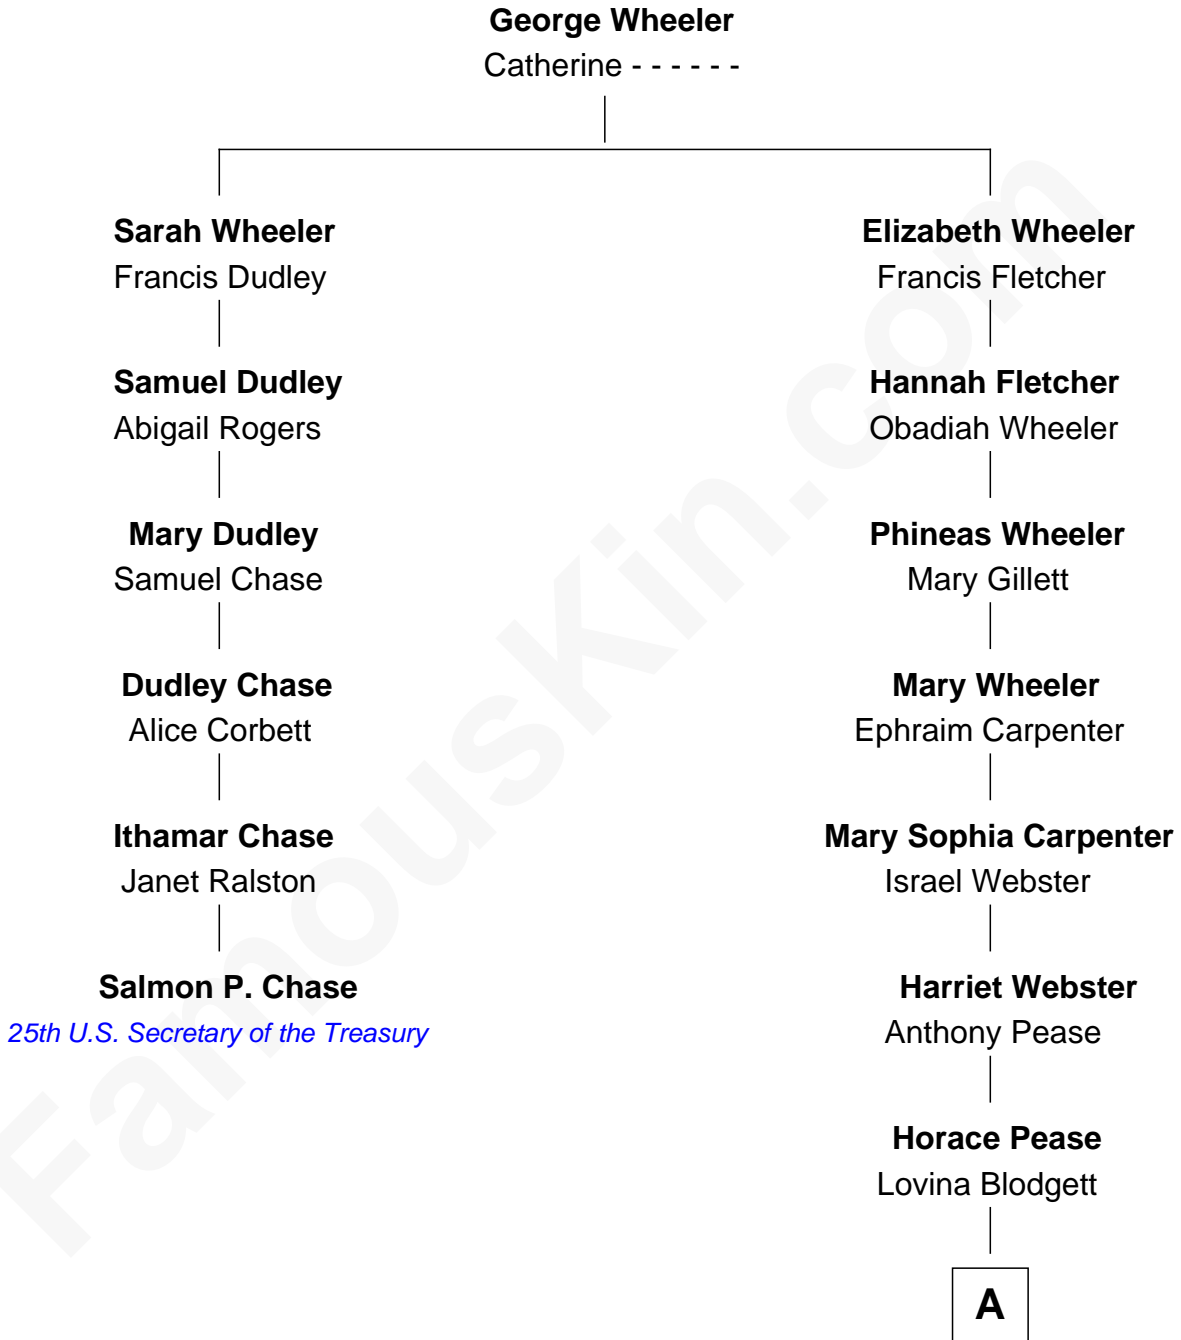 George Wheeler
Catherine - - - - - -
Sarah Wheeler
Francis Dudley
Elizabeth Wheeler
Francis Fletcher
Samuel Dudley
Abigail Rogers
Hannah Fletcher
Obadiah Wheeler
Mary Dudley
Samuel Chase
Phineas Wheeler
Mary Gillett
Dudley Chase
Alice Corbett
Mary Wheeler
Ephraim Carpenter
Ithamar Chase
Janet Ralston
Mary Sophia Carpenter
Israel Webster
Salmon P. Chase
25th U.S. Secretary of the Treasury
Harriet Webster
Anthony Pease
Horace Pease
Lovina Blodgett
A
FamousKin.com